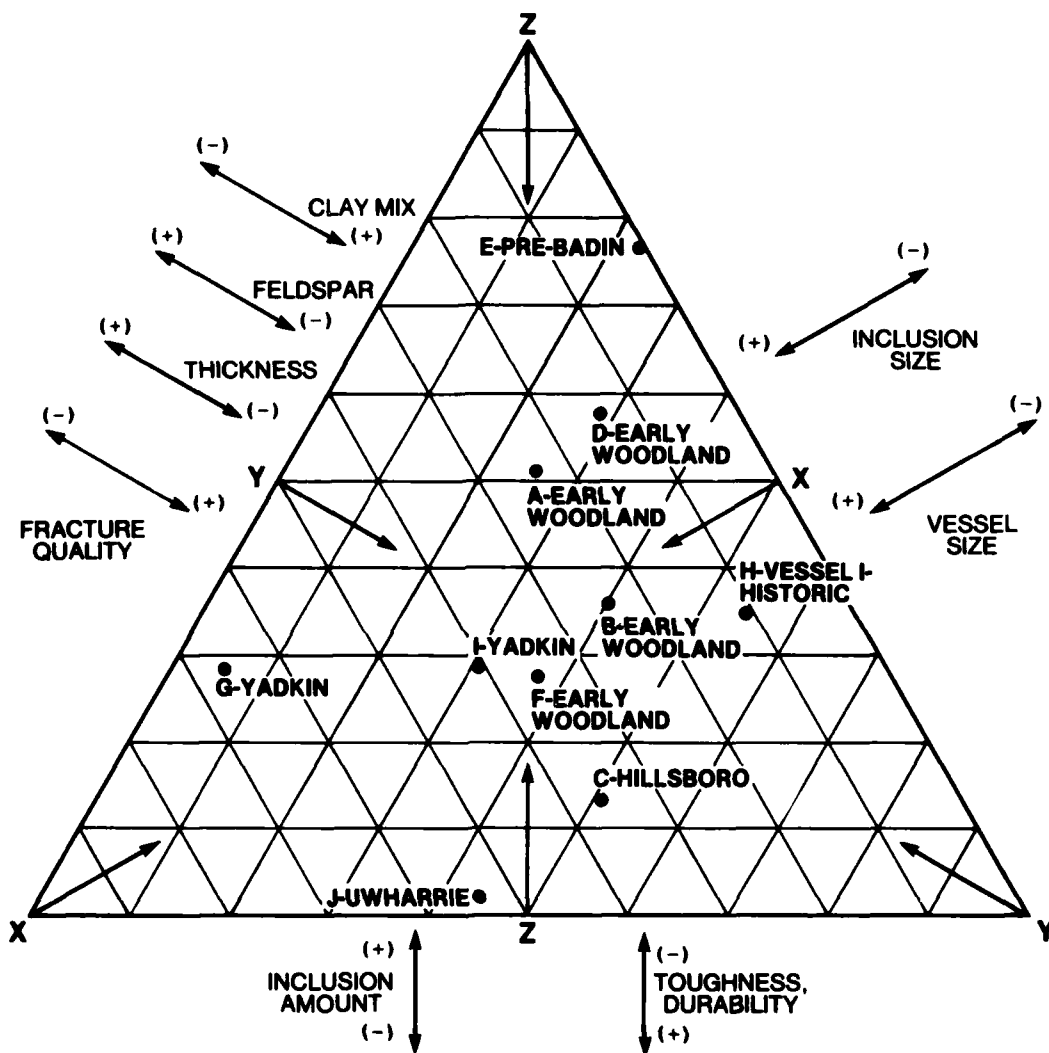 Z
(-)
CLAY MIX
(+)
(+)
E-PRE-BADIN
(-)
FELDSPAR
(-)
(+)
INCLUSION
SIZE
(+)
THICKNESS
(-)
(-)
D-EARLY
WOODLAND
(-)
Y
X
A-EARLY
WOODLAND
(+)
(+)
FRACTURE
QUALITY
VESSEL
SIZE
H-VESSEL I-
HISTORIC
B-EARLY
WOODLAND
I-YADKIN
G-YADKIN
F-EARLY
WOODLAND
C-HILLSBORO
J-UWHARRIE
X
Z
Y
(+)
INCLUSION
AMOUNT
(-)
(-)
TOUGHNESS,
DURABILITY
(+)